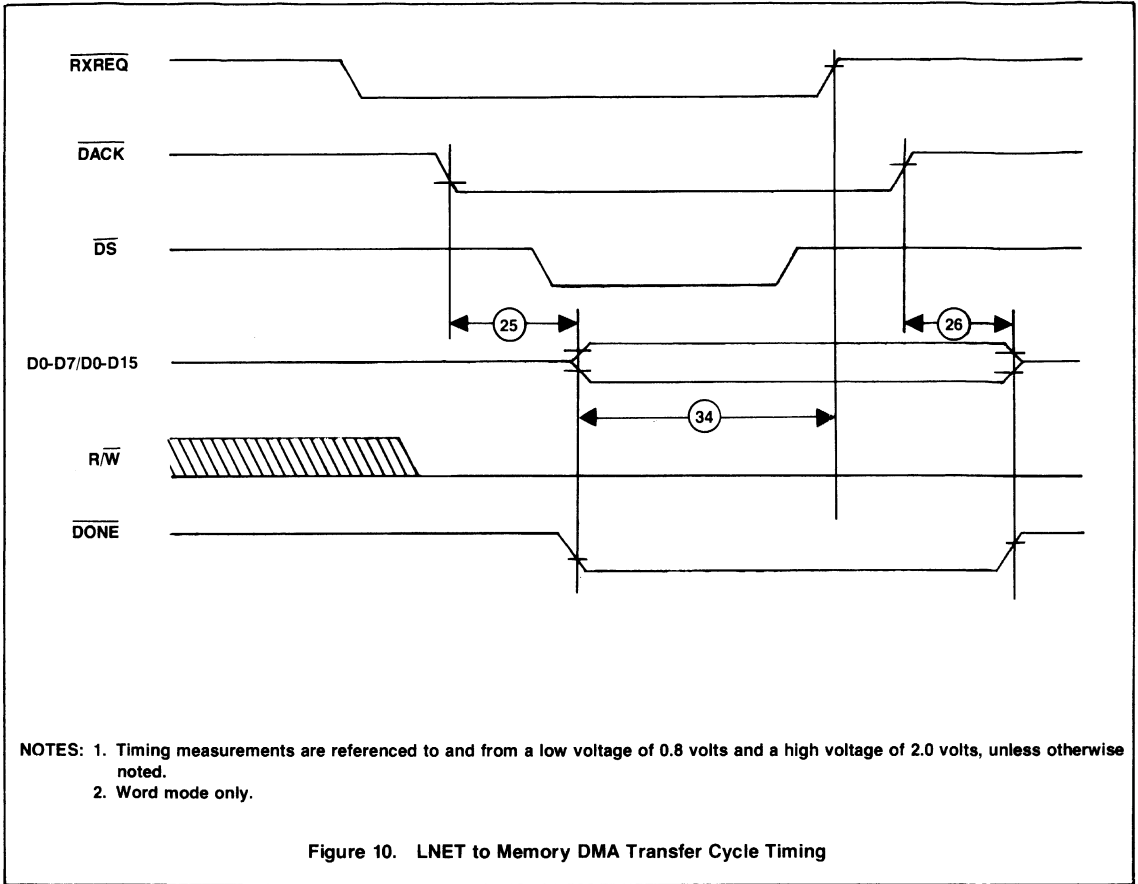 RXREQ
DACK
DS
25
26
D0-D7/D0-D15
34
R/W
DONE
NOTES: 1. Timing measurements are referenced to and from a low voltage of 0.8 volts and a high voltage of 2.0 volts, unless otherwise
noted.
2. Word mode only.
Figure 10. LNET to Memory DMA Transfer Cycle Timing